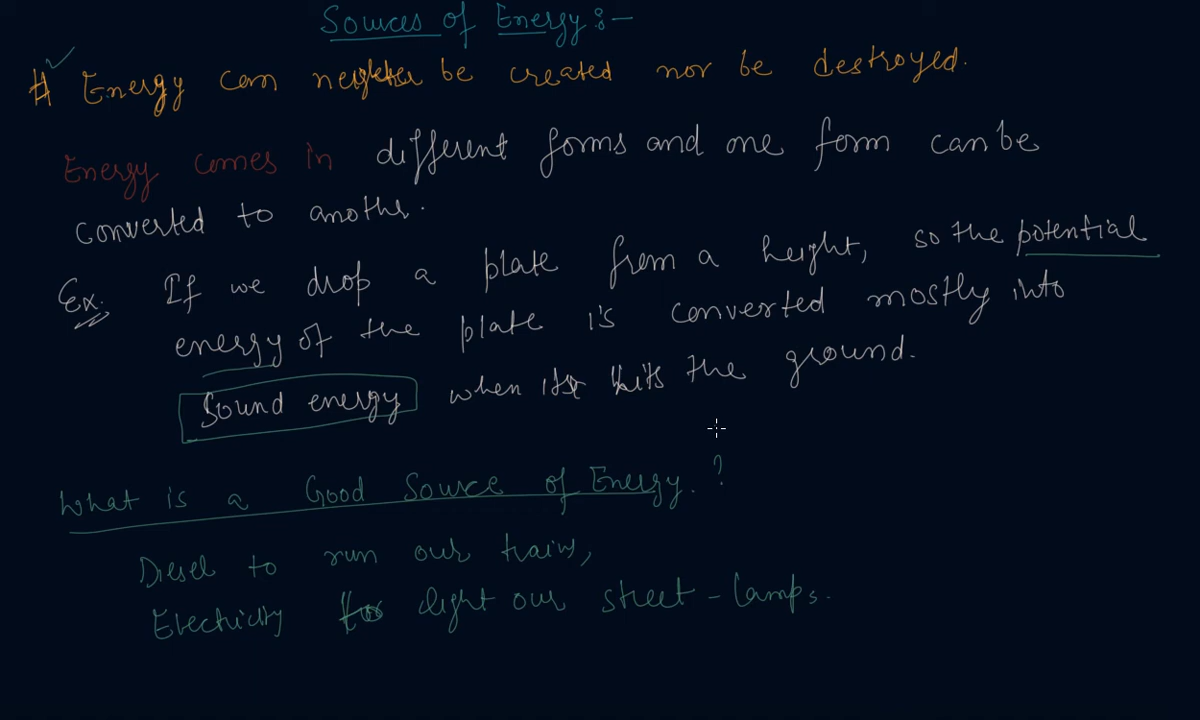 Sources of Energy :-
# Energy can neither be created nor be destroyed.
Energy comes in different forms and one form can be
converted to another.
Ex. If we drop a plate from a height, so the potential
energy of the plate is converted mostly into
Sound energy when it hits the ground.
What is a Good Source of Energy. ?
Diesel to run our trains,
Electricity to light our street-lamps.